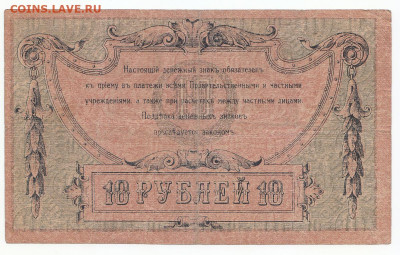 COINS.LAVE.RU
Настоящій денежный знакъ обязателенъ
къ пріему въ платежи всѣми Правительственными и частными
учрежденіями, а также при расчетахъ между частными лицами.
Поддѣлка денежныхъ знаковъ
преслѣдуется закономъ.
10 РУБЛЕЙ 10